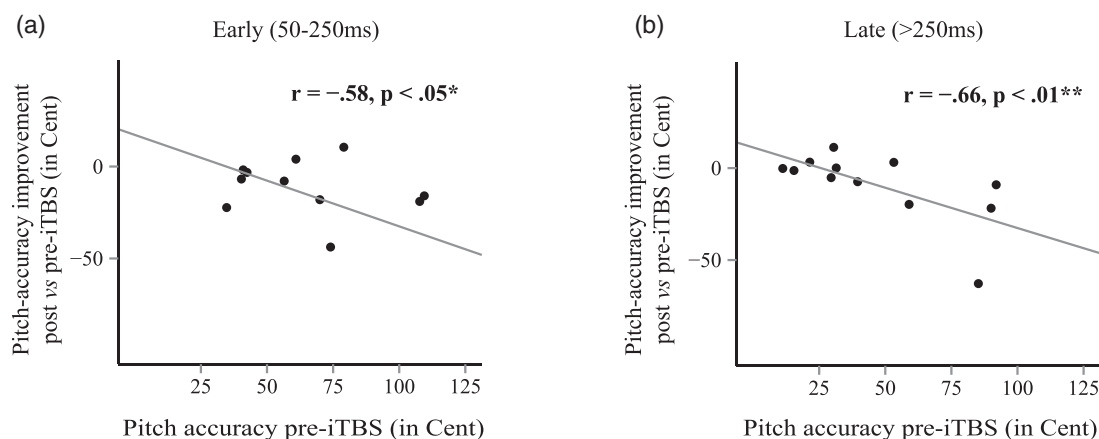 (a)
Early (50-250ms)
r = −.58, p < .05*
Pitch-accuracy improvement
post vs pre-iTBS (in Cent)
0
−50
25 50 75 100 125
Pitch accuracy pre-iTBS (in Cent)
(b)
Late (>250ms)
r = −.66, p < .01**
Pitch-accuracy improvement
post vs pre-iTBS (in Cent)
0
−50
25 50 75 100 125
Pitch accuracy pre-iTBS (in Cent)